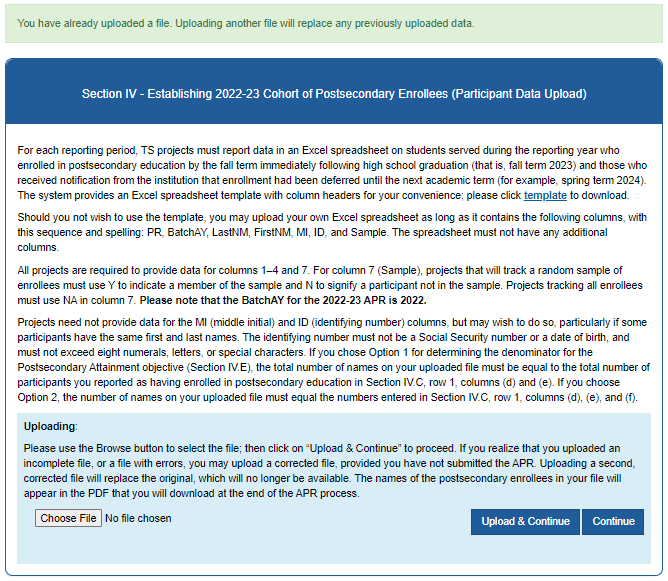 You have already uploaded a file. Uploading another file will replace any previously uploaded data.
Section IV - Establishing 2022-23 Cohort of Postsecondary Enrollees (Participant Data Upload)
For each reporting period, TS projects must report data in an Excel spreadsheet on students served during the reporting year who
enrolled in postsecondary education by the fall term immediately following high school graduation (that is, fall term 2023) and those who
received notification from the institution that enrollment had been deferred until the next academic term (for example, spring term 2024).
The system provides an Excel spreadsheet template with column headers for your convenience; please click template to download.
Should you not wish to use the template, you may upload your own Excel spreadsheet as long as it contains the following columns, with
this sequence and spelling: PR, BatchAY, LastNM, FirstNM, MI, ID, and Sample. The spreadsheet must not have any additional
columns.
All projects are required to provide data for columns 1–4 and 7. For column 7 (Sample), projects that will track a random sample of
enrollees must use Y to indicate a member of the sample and N to signify a participant not in the sample. Projects tracking all enrollees
must use NA in column 7. Please note that the BatchAY for the 2022-23 APR is 2022.
Projects need not provide data for the MI (middle initial) and ID (identifying number) columns, but may wish to do so, particularly if some
participants have the same first and last names. The identifying number must not be a Social Security number or a date of birth, and
must not exceed eight numerals, letters, or special characters. If you chose Option 1 for determining the denominator for the
Postsecondary Attainment objective (Section IV.E), the total number of names on your uploaded file must be equal to the total number of
participants you reported as having enrolled in postsecondary education in Section IV.C, row 1, columns (d) and (e). If you choose
Option 2, the number of names on your uploaded file must equal the numbers entered in Section IV.C, row 1, columns (d), (e), and (f).
Uploading:
Please use the Browse button to select the file; then click on “Upload & Continue” to proceed. If you realize that you uploaded an
incomplete file, or a file with errors, you may upload a corrected file, provided you have not submitted the APR. Uploading a second,
corrected file will replace the original, which will no longer be available. The names of the postsecondary enrollees in your file will
appear in the PDF that you will download at the end of the APR process.
Choose File No file chosen Upload & Continue Continue